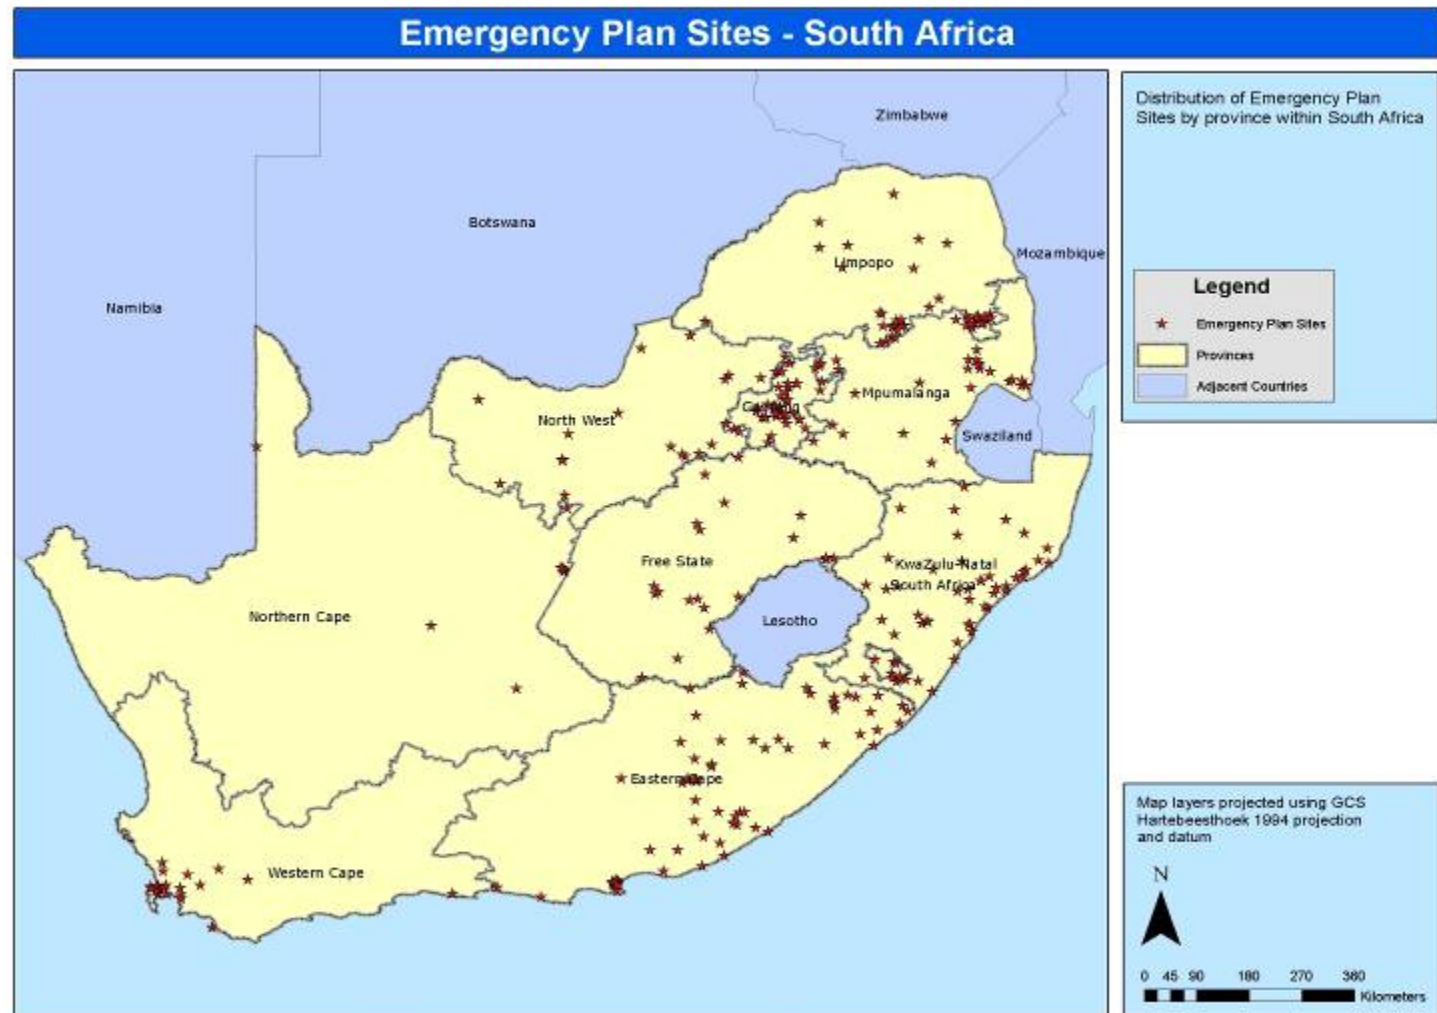 Emergency Plan Sites - South Africa
Distribution of Emergency Plan
Sites by province within South Africa
Zimbabwe
Botswana
Mozambique
Limpopo
Namibia
Legend
Emergency Plan Sites
Provinces
Adjacent Countries
Mpumalanga
Gauteng
North West
Swaziland
Free State
KwaZulu-Natal
South Africa
Northern Cape
Lesotho
Eastern Cape
Western Cape
Map layers projected using GCS
Hartebeesthoek 1994 projection
and datum
N
0 45 90 180 270 360
Kilometers